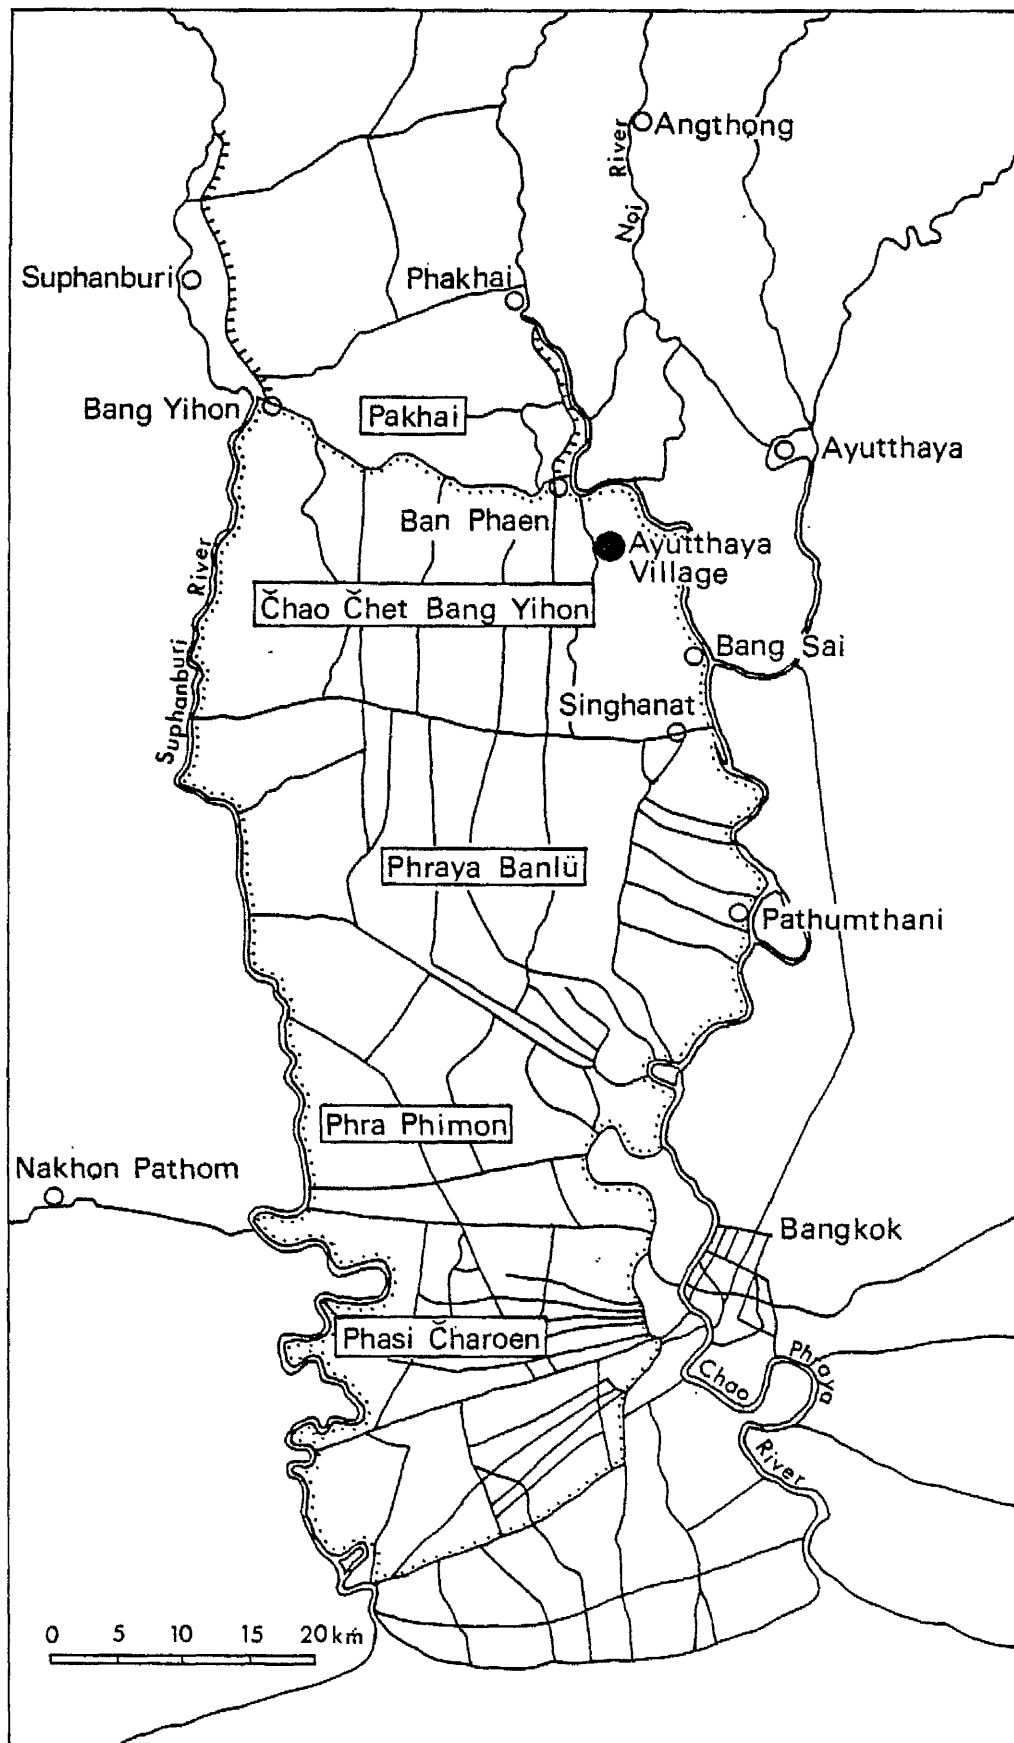 Angthong
Noi River
Suphanburi
Phakhai
Bang Yihon
Pakhai
Ayutthaya
Ban Phaen
Ayutthaya
Village
Čhao Čhet Bang Yihon
Suphanburi River
Bang Sai
Singhanat
Phraya Banlü
Pathumthani
Phra Phimon
Nakhon Pathom
Bangkok
Phasi Čharoen
Chao Phraya River
0 5 10 15 20 km